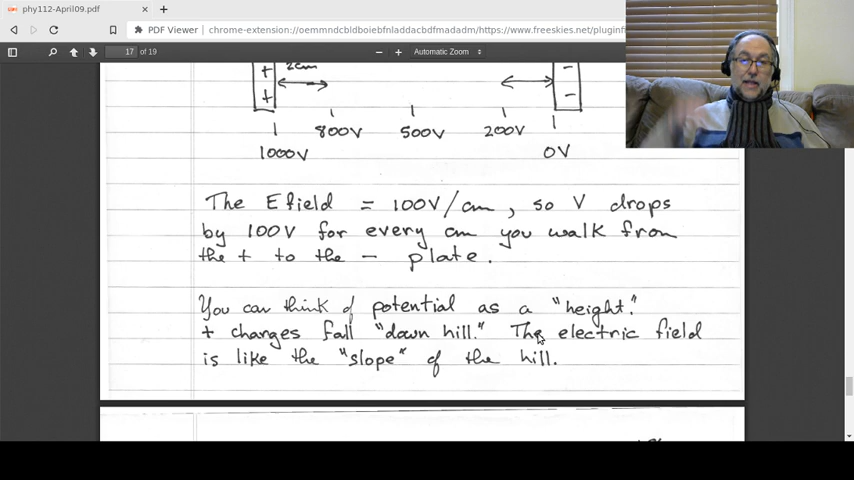 phy112-April09.pdf
PDF Viewer | chrome-extension://oemmndcbldboiebfnladdacbdfmadadm/https://www.freeskies.net/pluginfi
17 of 19
Automatic Zoom
+ 2cm −
+ −
800V 500V 200V
1000V 0V
The Efield = 100V/cm, so V drops
by 100V for every cm you walk from
the + to the − plate.
You can think of potential as a "height."
+ charges fall "down hill." The electric field
is like the "slope" of the hill.